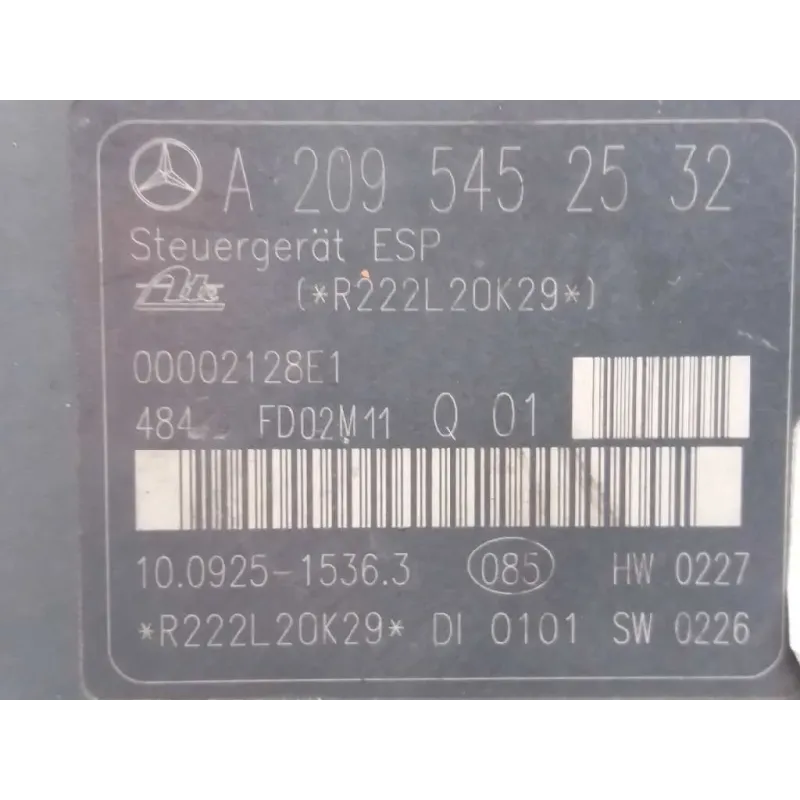 A 209 545 25 32
Steuergerät ESP
Ate (*R222L20K29*)
00002128E1
FD02M11 Q 01
10.0925-1536.3 085 HW 0227
*R222L20K29* DI 0101 SW 0226